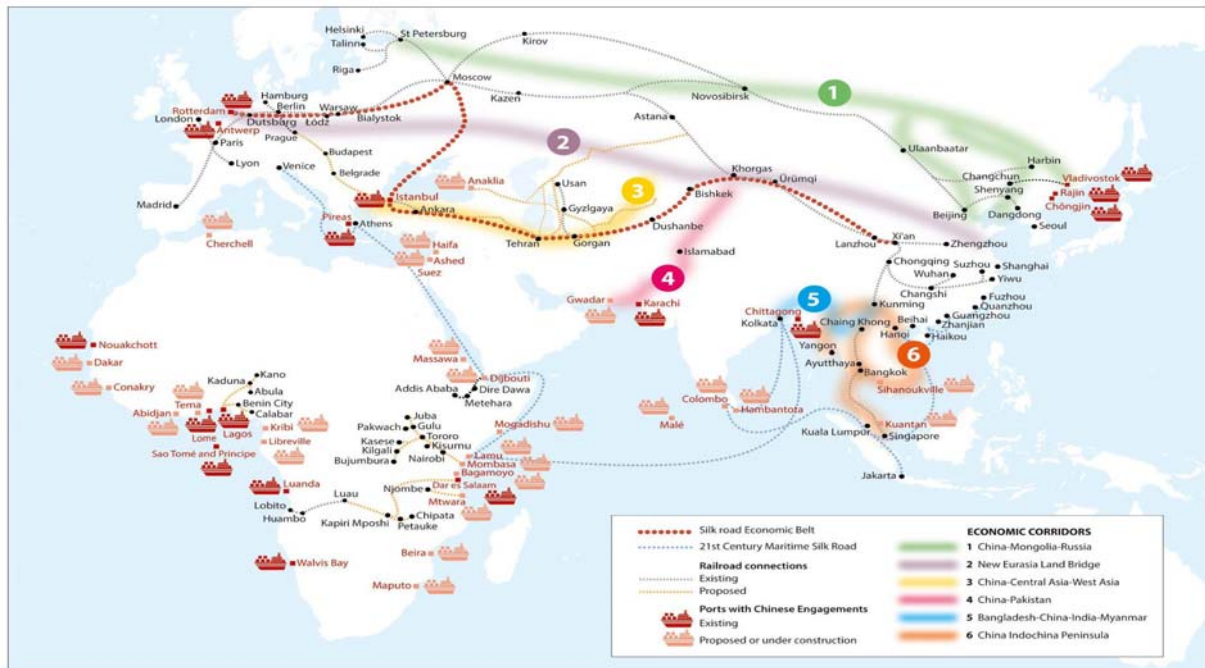 Helsinki
Talinn
Riga
St Petersburg
Kirov
Moscow
Kazen
Novosibirsk
1
Astana
Ulaanbaatar
Harbin
Changchun
Shenyang
Vladivostok
Rajin
Chôngjin
Beijing
Dangdong
Seoul
Hamburg
Berlin
Rotterdam
London
Dutsburg
Łódź
Warsaw
Bialystok
Antwerp
Paris
Prague
Lyon
Venice
Budapest
Belgrade
Madrid
2
Khorgas
Ürümqi
Anaklia
Usan
3
Bishkek
Istanbul
Ankara
Gyzlgaya
Dushanbe
Pireas
Athens
Tehran
Gorgan
Cherchell
Haifa
Ashed
Suez
Islamabad
4
Gwadar
Karachi
Lanzhou
Xi'an
Zhengzhou
Chongqing
Suzhou
Shanghai
Wuhan
Yiwu
Changshi
Fuzhou
Quanzhou
Guangzhou
Zhanjian
Kunming
Beihai
Haikou
5
Chittagong
Kolkata
Chaing Khong
Hanoi
6
Yangon
Ayutthaya
Bangkok
Sihanoukville
Nouakchott
Dakar
Conakry
Kano
Kaduna
Abula
Tema
Benin City
Abidjan
Calabar
Lome
Lagos
Kribi
Libreville
Sao Tomé and Principe
Massawa
Djibouti
Addis Ababa
Dire Dawa
Metehara
Juba
Pakwach
Gulu
Mogadishu
Kasese
Tororo
Kilgali
Kisumu
Bujumbura
Nairobi
Lamu
Mombasa
Bagamoyo
Dar es Salaam
Mtwara
Njombe
Luanda
Luau
Lobito
Huambo
Kapiri Mposhi
Chipata
Petauke
Beira
Walvis Bay
Maputo
Colombo
Hambantota
Malé
Kuantan
Kuala Lumpur
Singapore
Jakarta
Silk road Economic Belt
21st Century Maritime Silk Road
Railroad connections
Existing
Proposed
Ports with Chinese Engagements
Existing
Proposed or under construction
ECONOMIC CORRIDORS
1 China-Mongolia-Russia
2 New Eurasia Land Bridge
3 China-Central Asia-West Asia
4 China-Pakistan
5 Bangladesh-China-India-Myanmar
6 China Indochina Peninsula